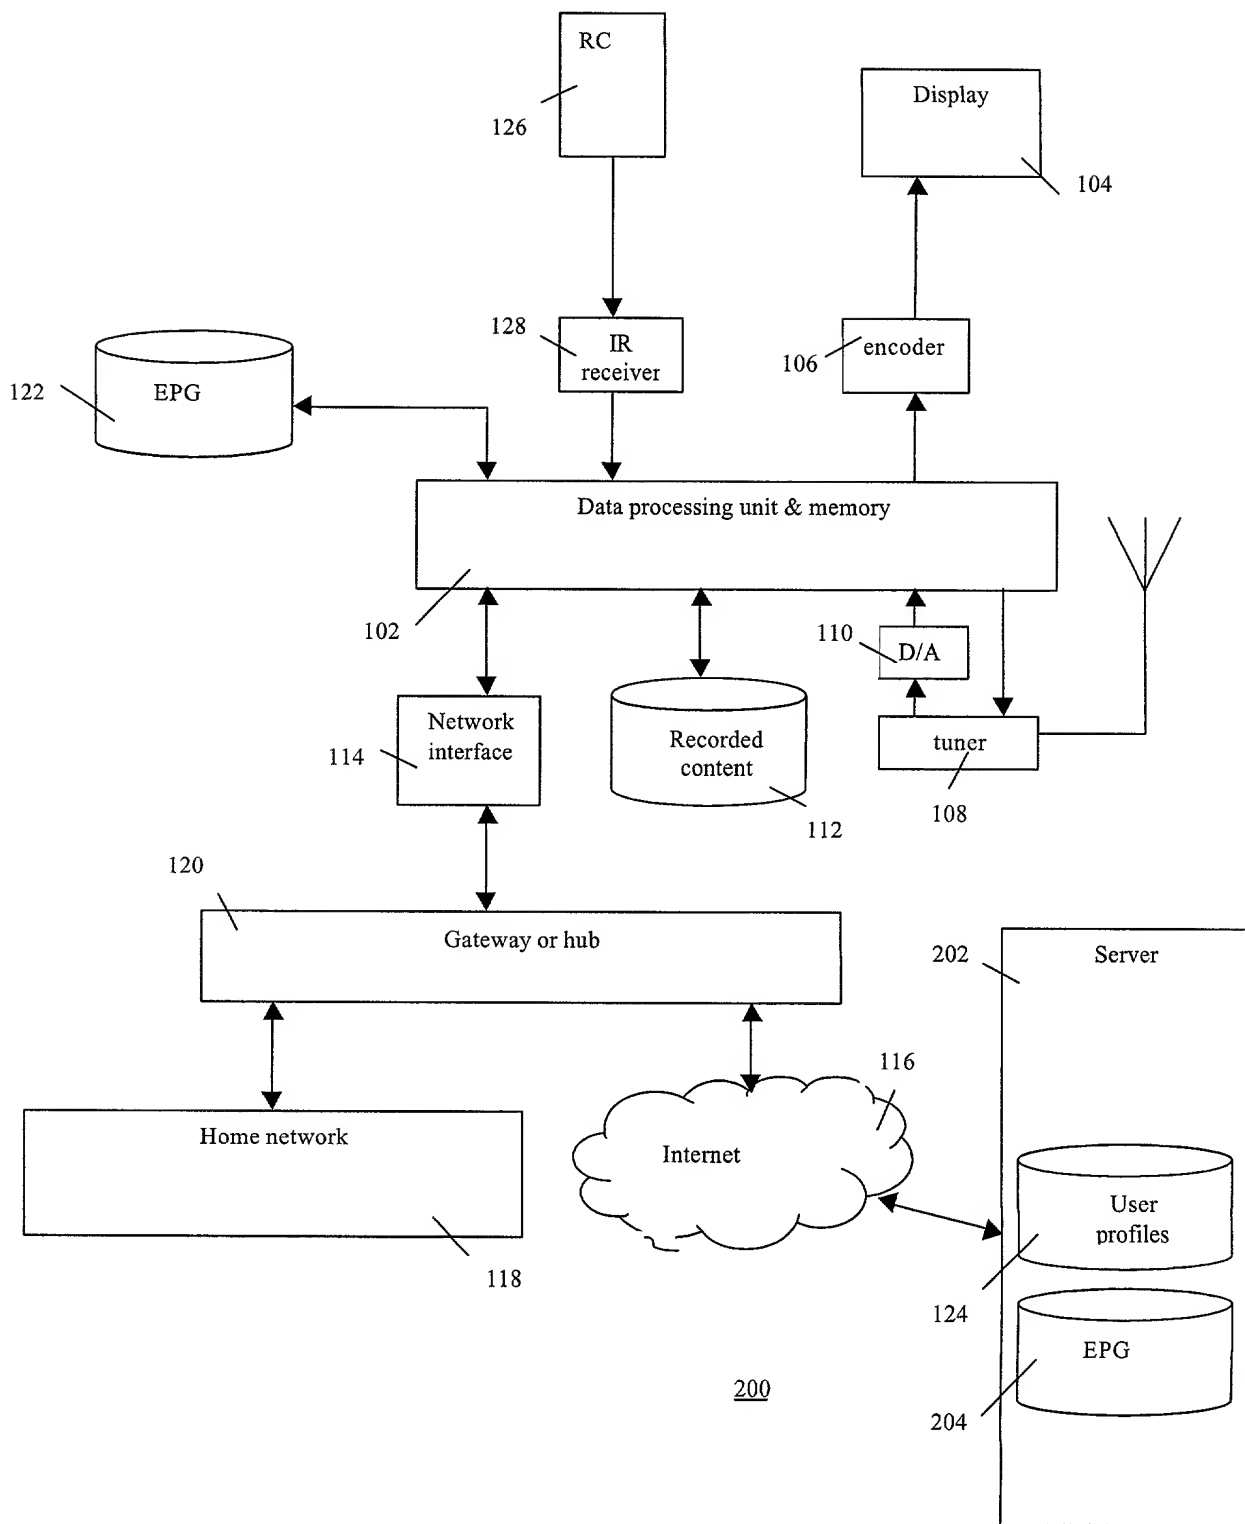 RC
126
Display
104
128
IR
receiver
106
encoder
122
EPG
Data processing unit & memory
102
110
D/A
114
Network
interface
Recorded
content
112
tuner
108
120
Gateway or hub
202
Server
116
Home network
118
Internet
User
profiles
124
EPG
204
200